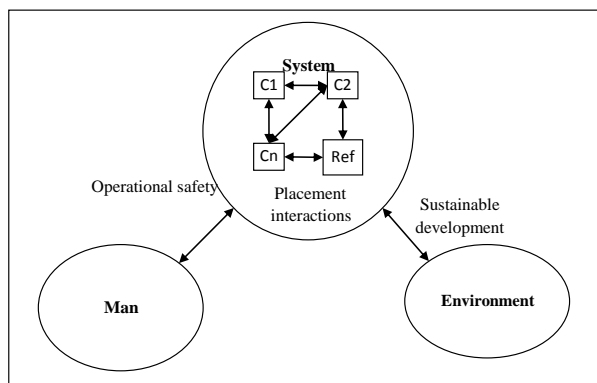 System
C1
C2
Cn
Ref
Operational safety
Placement
interactions
Sustainable
development
Man
Environment